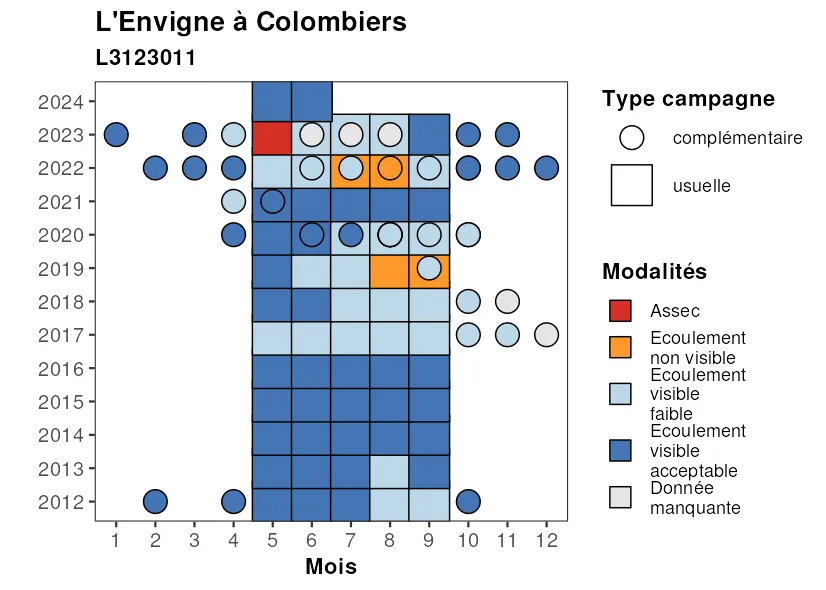 L'Envigne à Colombiers
L3123011
2024
2023
2022
2021
2020
2019
2018
2017
2016
2015
2014
2013
2012
1 2 3 4 5 6 7 8 9 10 11 12
Mois
Type campagne
complémentaire
usuelle
Modalités
Assec
Ecoulement
non visible
Ecoulement
visible
faible
Ecoulement
visible
acceptable
Donnée
manquante